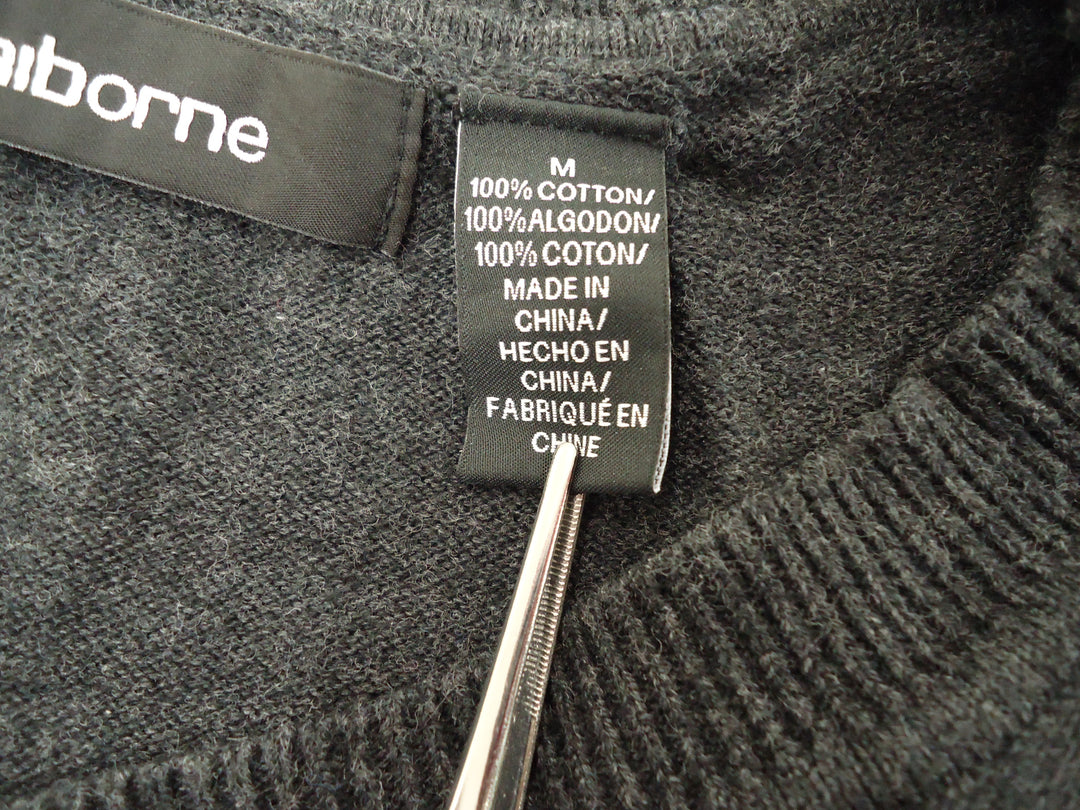 aiborne
M
100% COTTON/
100% ALGODON/
100% COTON/
MADE IN
CHINA/
HECHO EN
CHINA/
FABRIQUÉ EN
CHINE